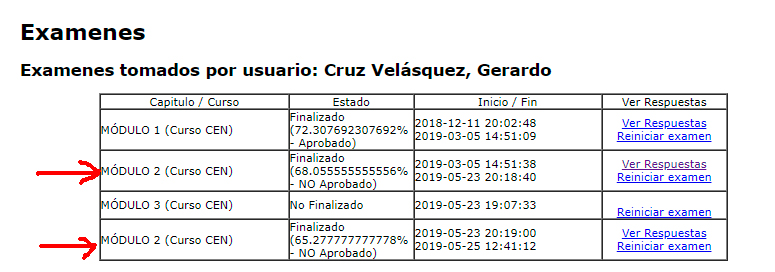 Examenes
Examenes tomados por usuario: Cruz Velásquez, Gerardo
Capitulo / Curso Estado Inicio / Fin Ver Respuestas
MÓDULO 1 (Curso CEN) Finalizado (72.307692307692% - Aprobado) 2018-12-11 20:02:48 2019-03-05 14:51:09 Ver Respuestas Reiniciar examen
MÓDULO 2 (Curso CEN) Finalizado (68.055555555556% - NO Aprobado) 2019-03-05 14:51:38 2019-05-23 20:18:40 Ver Respuestas Reiniciar examen
MÓDULO 3 (Curso CEN) No Finalizado 2019-05-23 19:07:33 Reiniciar examen
MÓDULO 2 (Curso CEN) Finalizado (65.277777777778% - NO Aprobado) 2019-05-23 20:19:00 2019-05-25 12:41:12 Ver Respuestas Reiniciar examen